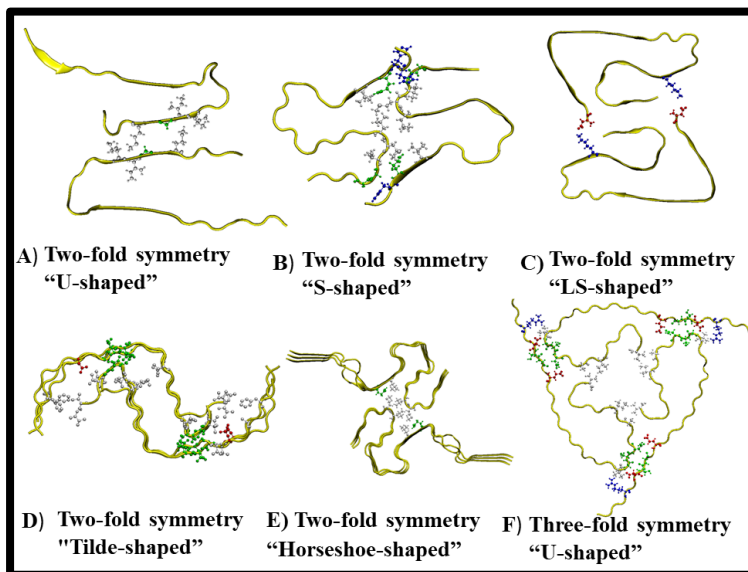 A) Two-fold symmetry
“U-shaped”
B) Two-fold symmetry
“S-shaped”
C) Two-fold symmetry
“LS-shaped”
D) Two-fold symmetry
"Tilde-shaped”
E) Two-fold symmetry
“Horseshoe-shaped”
F) Three-fold symmetry
“U-shaped”